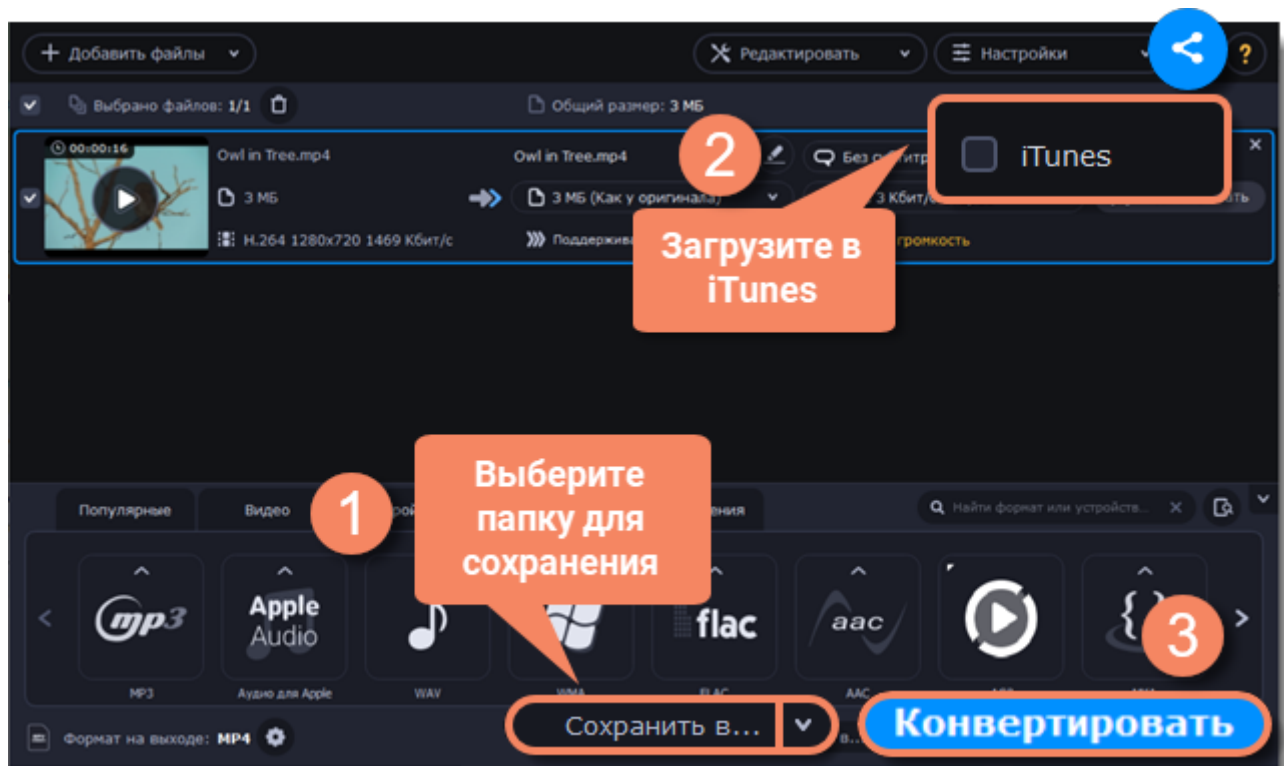 + Добавить файлы
Редактировать
Настройки
?
Выбрано файлов: 1/1
Общий размер: 3 МБ
2
iTunes
00:00:16
Owl in Tree.mp4
Owl in Tree.mp4
3 МБ
3 МБ (Как у оригинала)
H.264 1280x720 1469 Кбит/с
Загрузите в
iTunes
Выберите
папку для
сохранения
1
Популярные
Видео
Найти формат или устройств...
mp3
Apple
Audio
flac
aac
3
MP3
Аудио для Apple
WAV
WMA
FLAC
AAC
Формат на выходе: MP4
Сохранить в...
Конвертировать